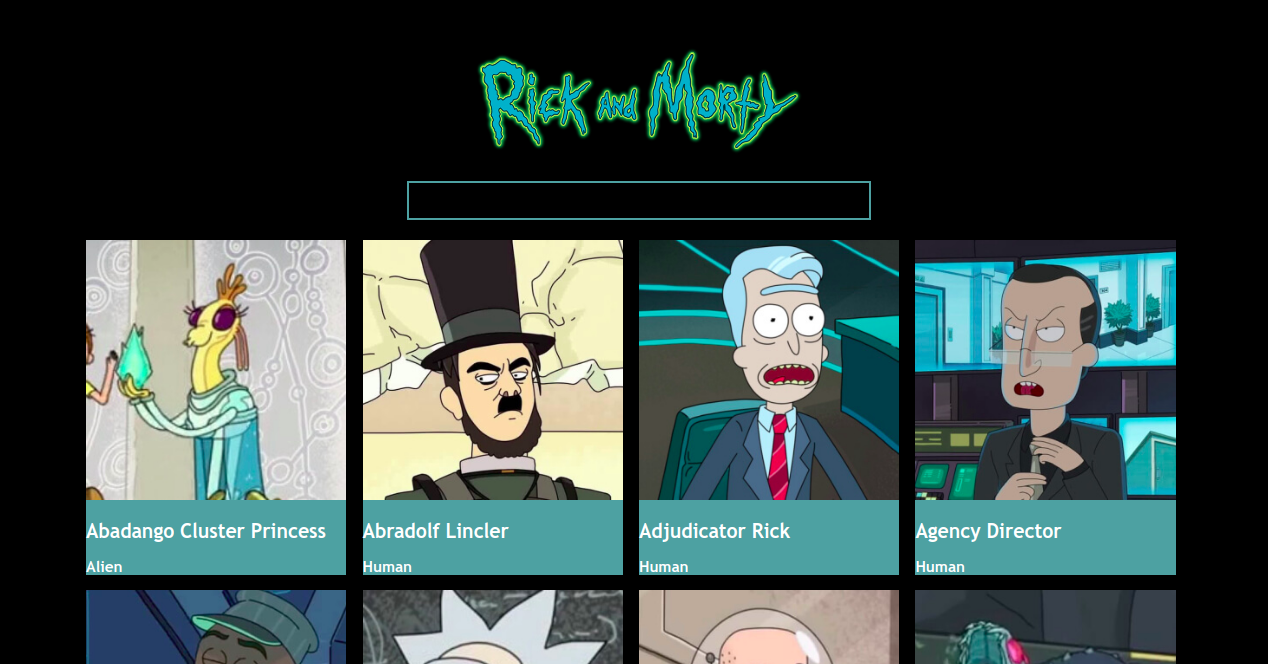 Rick and Morty
Abadango Cluster Princess
Alien
Abradolf Lincler
Human
Adjudicator Rick
Human
Agency Director
Human